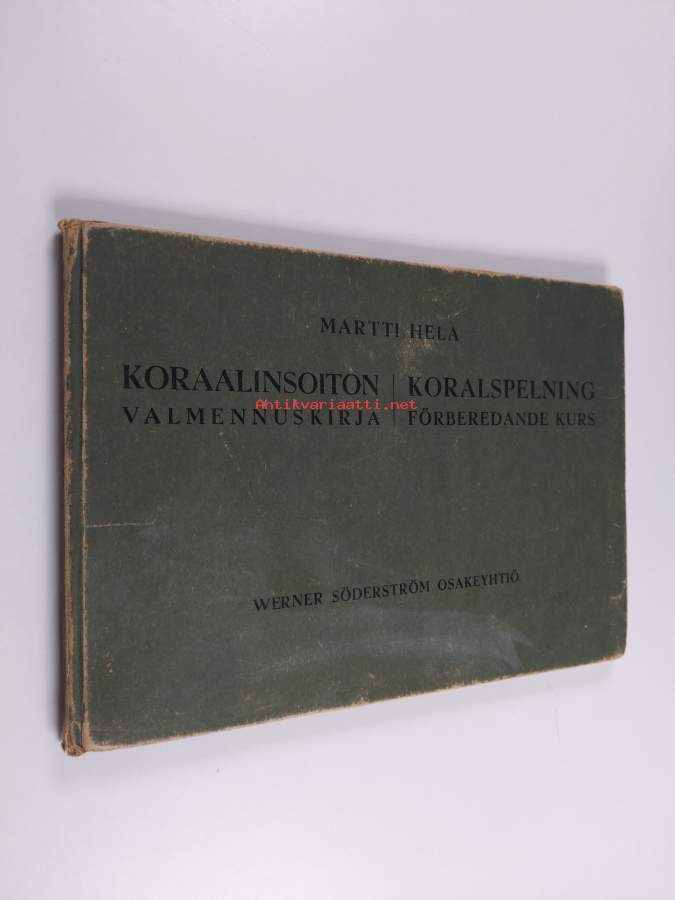 MARTTI HELA
KORAALINSOITON | KORALSPELNING
Antikvariaatti.net
VALMENNUSKIRJA | FÖRBEREDANDE KURS
WERNER SÖDERSTRÖM OSAKEYHTIÖ